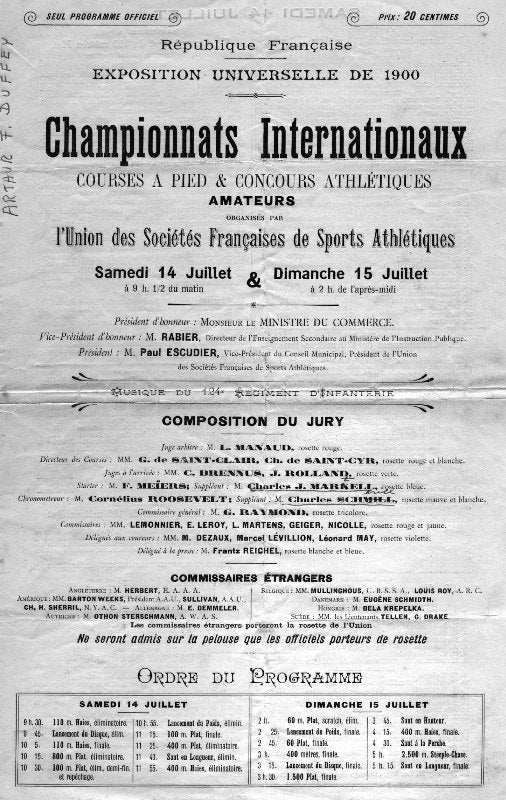 SEUL PROGRAMME OFFICIEL
PRIX: 20 CENTIMES
ARTHUR F. DUFFEY
République Française
EXPOSITION UNIVERSELLE DE 1900
Championnats Internationaux
COURSES A PIED & CONCOURS ATHLÉTIQUES
AMATEURS
ORGANISÉS PAR
l'Union des Sociétés Françaises de Sports Athlétiques
Samedi 14 Juillet & Dimanche 15 Juillet
à 9 h. 1/2 du matin à 2 h. de l'après-midi
Président d'honneur : MONSIEUR LE MINISTRE DU COMMERCE.
Vice-Président d'honneur : M. RABIER, Directeur de l'Enseignement Secondaire au Ministère de l'Instruction Publique.
Président : M. Paul ESCUDIER, Vice-Président du Conseil Municipal, Président de l'Union
des Sociétés Françaises de Sports Athlétiques.
MUSIQUE DU 124e RÉGIMENT D'INFANTERIE
COMPOSITION DU JURY
Juge arbitre : M. L. MANAUD, rosette rouge.
Directeur des Courses : MM. G. de SAINT-CLAIR, Ch. de SAINT-CYR, rosette rouge et blanche.
Juges à l'arrivée : MM. C. BRENNUS, J. ROLLAND, rosette verte.
Starter : M. F. MEIERS; Suppléent : M. Charles J. MARKELL, rosette bleue.
Chronométreur : M. Cornélius ROOSEVELT; Suppléant : M. Charles SCHMILL, rosette mauve et blanche.
Commissaire général : M. G. RAYMOND, rosette tricolore.
Commissaires : MM. LEMONNIER, E. LEROY, L. MARTENS, GEIGER, NICOLLE, rosette rouge et jaune.
Délégués aux coureurs : MM. M. DEZAUX, Marcel LÉVILLION, Léonard MAY, rosette violette.
Délégué à la presse : M. Frantz REICHEL, rosette blanche et bleue.
COMMISSAIRES ÉTRANGERS
ANGLETERRE : M. HERBERT, E. A. A. A.
AMÉRIQUE : MM. BARTON WEEKS, Président A.A.U., SULLIVAN, A.A.U.,
CH, H. SHERRIL, N.Y.A.C. — ALLEMAGNE : M. E. DEMMELER.
AUTRICHE : M. OTHON STERSCHMANN, A. W. A. S.
BELGIQUE : MM. MULLINGHOUS, U. B. S. S. A., LOUIS ROY, A. R. C.
DANEMARK : M. EUGÈNE SCHMIDTH.
HONGRIE : M. BELA KREPELKA.
SUÈDE : MM. les Lieutenants TELLEN, G. DRAKE.
Les commissaires étrangers porteront la rosette de l'Union
Ne seront admis sur la pelouse que les officiels porteurs de rosette
ORDRE DU PROGRAMME
SAMEDI 14 JUILLET
9 h. 30. 110 m. Haies, éliminatoire.
9 45. Lancement du Disque, élim.
10 5. 110 m. Haies, finale.
10 15. 800 m. Plat, éliminatoire.
10 30. 100 m. Plat, élim, demi-fin.
et repêchage.
10 h. 55. Lancement du Poids, élimin.
11 15. 100 m. Plat, finale.
11 25. 400 m. Plat, éliminatoire.
11 40. Saut en Longueur, élimin.
11 55. 400 m. Haies, éliminatoire.
DIMANCHE 15 JUILLET
2 h. 60 m. Plat, scratch, élim.
2 25. Lancement du Poids, finale.
2 45. 60 Plat, finale.
3 h. 400 mètres, finale.
3 15. Lancement du Disque, finale.
3 h. 30. 1.500 Plat, finale.
3 45. Saut en Hauteur.
4 15. 400 m. Haies, finale.
4 30. Saut à la Perche.
5 h. 2.500 m. Steeple-Chase.
5 h. 15. Saut en Longueur, finale.